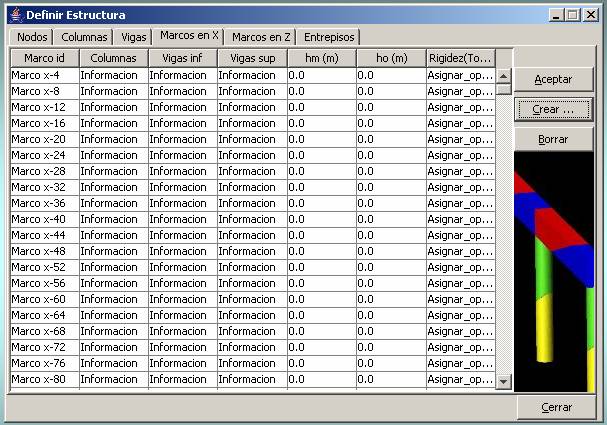 Definir Estructura
Nodos Columnas Vigas Marcos en X Marcos en Z Entrepisos
Marco id Columnas Vigas inf Vigas sup hm (m) ho (m) Rigidez(To...
Marco x-4 Informacion Informacion Informacion 0.0 0.0 Asignar_op...
Marco x-8 Informacion Informacion Informacion 0.0 0.0 Asignar_op...
Marco x-12 Informacion Informacion Informacion 0.0 0.0 Asignar_op...
Marco x-16 Informacion Informacion Informacion 0.0 0.0 Asignar_op...
Marco x-20 Informacion Informacion Informacion 0.0 0.0 Asignar_op...
Marco x-24 Informacion Informacion Informacion 0.0 0.0 Asignar_op...
Marco x-28 Informacion Informacion Informacion 0.0 0.0 Asignar_op...
Marco x-32 Informacion Informacion Informacion 0.0 0.0 Asignar_op...
Marco x-36 Informacion Informacion Informacion 0.0 0.0 Asignar_op...
Marco x-40 Informacion Informacion Informacion 0.0 0.0 Asignar_op...
Marco x-44 Informacion Informacion Informacion 0.0 0.0 Asignar_op...
Marco x-48 Informacion Informacion Informacion 0.0 0.0 Asignar_op...
Marco x-52 Informacion Informacion Informacion 0.0 0.0 Asignar_op...
Marco x-56 Informacion Informacion Informacion 0.0 0.0 Asignar_op...
Marco x-60 Informacion Informacion Informacion 0.0 0.0 Asignar_op...
Marco x-64 Informacion Informacion Informacion 0.0 0.0 Asignar_op...
Marco x-68 Informacion Informacion Informacion 0.0 0.0 Asignar_op...
Marco x-72 Informacion Informacion Informacion 0.0 0.0 Asignar_op...
Marco x-76 Informacion Informacion Informacion 0.0 0.0 Asignar_op...
Marco x-80 Informacion Informacion Informacion 0.0 0.0 Asignar_op...
Aceptar
Crear ...
Borrar
Cerrar